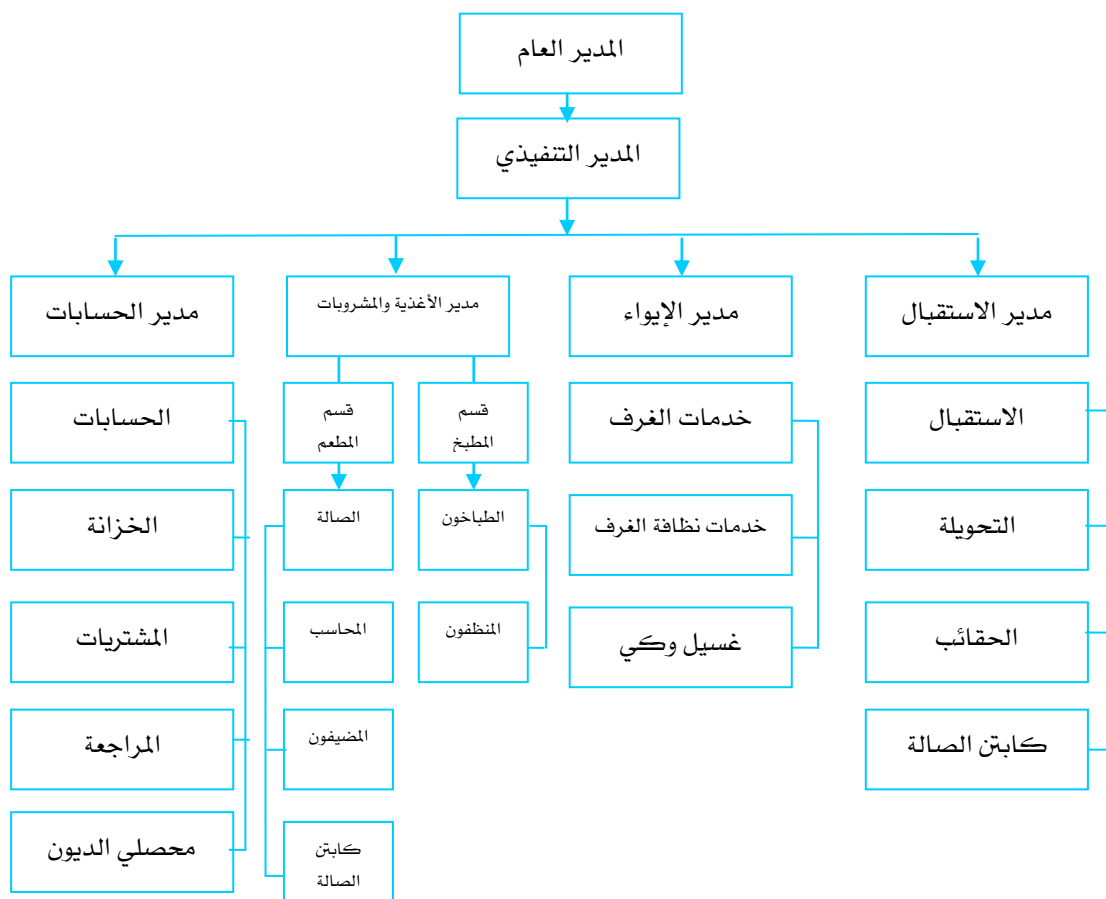 المدير العام
المدير التنفيذي
مدير الاستقبال
مدير الإيواء
مدير الأغذية والمشروبات
مدير الحسابات
الاستقبال
خدمات الغرف
قسم
المطبخ
قسم
المطعم
الحسابات
التحويلة
خدمات نظافة الغرف
الطباخون
الصالة
الخزانة
الحقائب
غسيل وكي
المنظفون
المحاسب
المشتريات
كابتن الصالة
المضيفون
المراجعة
كابتن
الصالة
محصلي الديون